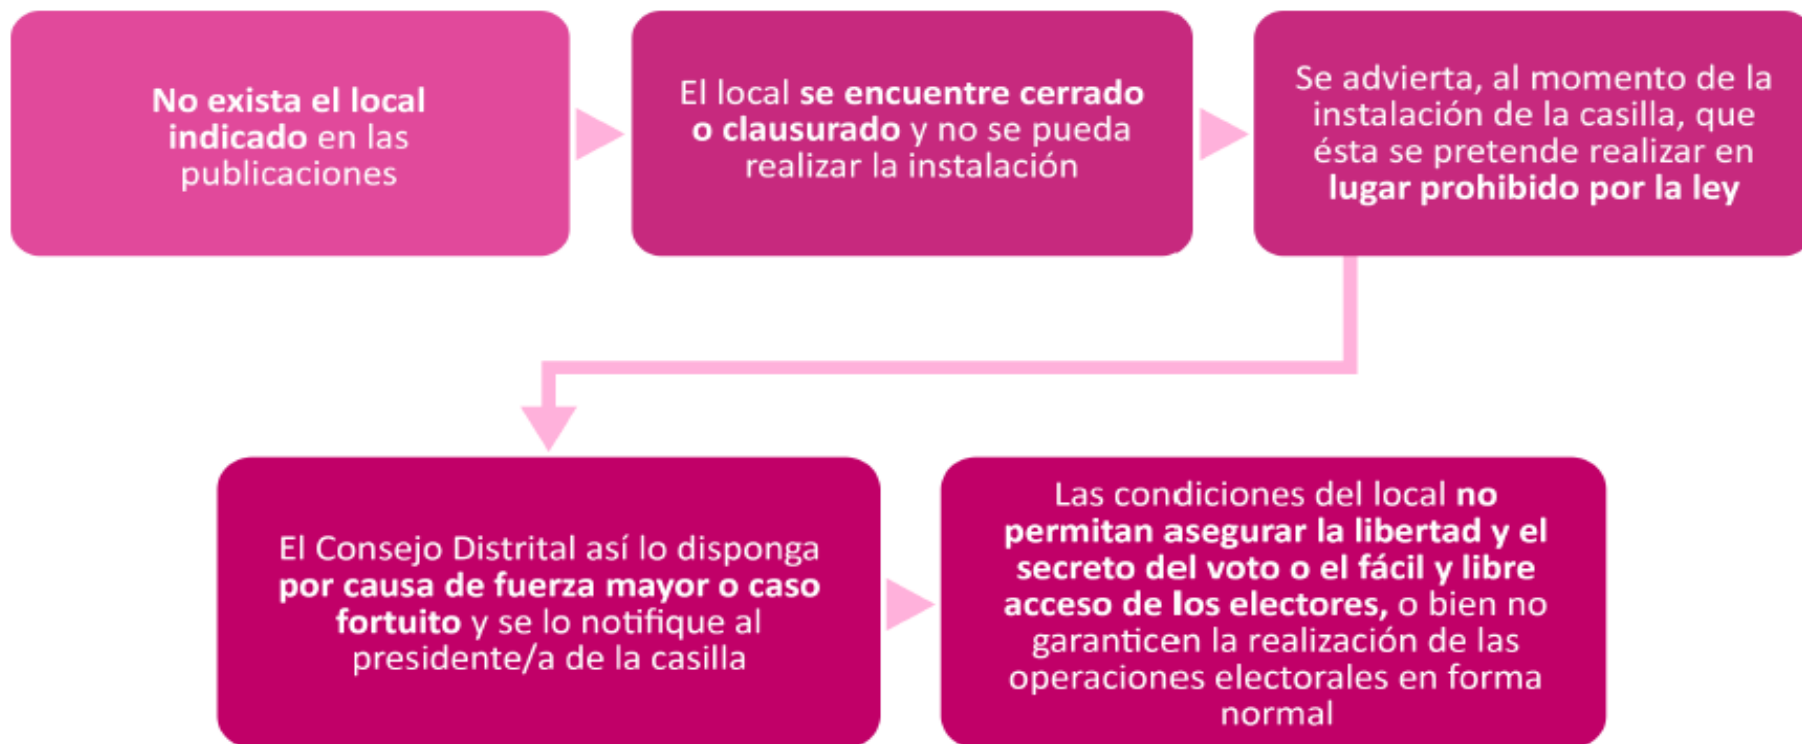 No exista el local
indicado en las
publicaciones
El local se encuentre cerrado
o clausurado y no se pueda
realizar la instalación
Se advierta, al momento de la
instalación de la casilla, que
ésta se pretende realizar en
lugar prohibido por la ley
El Consejo Distrital así lo disponga
por causa de fuerza mayor o caso
fortuito y se lo notifique al
presidente/a de la casilla
Las condiciones del local no
permitan asegurar la libertad y el
secreto del voto o el fácil y libre
acceso de los electores, o bien no
garanticen la realización de las
operaciones electorales en forma
normal